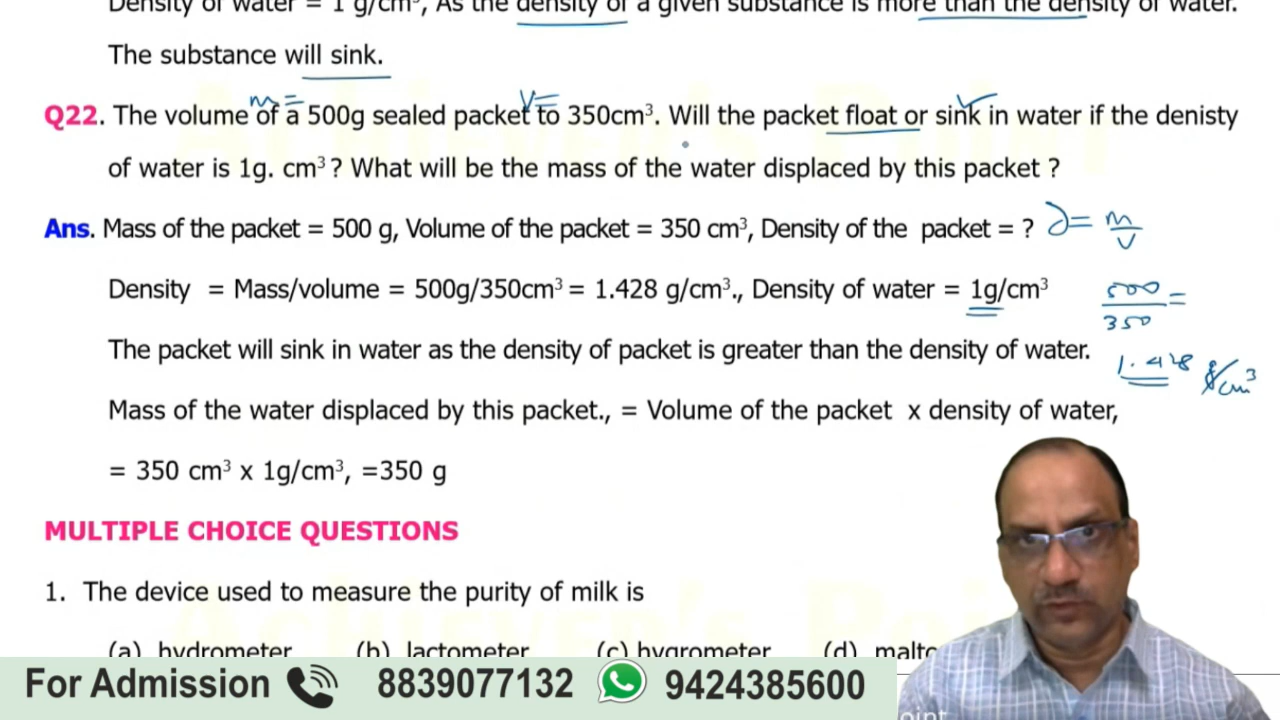 Density of water = 1 g/cm³, As the density of a given substance is more than the density of water.
The substance will sink.
m = V=
Q22. The volume of a 500g sealed packet to 350cm³. Will the packet float or sink in water if the denisty
of water is 1g. cm³ ? What will be the mass of the water displaced by this packet ?
Ans. Mass of the packet = 500 g, Volume of the packet = 350 cm³, Density of the packet = ? ∂= m/v
Density = Mass/volume = 500g/350cm³ = 1.428 g/cm³., Density of water = 1g/cm³ 500/350 =
The packet will sink in water as the density of packet is greater than the density of water.
1.428 g/cm³
Mass of the water displaced by this packet., = Volume of the packet x density of water,
= 350 cm³ x 1g/cm³, =350 g
MULTIPLE CHOICE QUESTIONS
1. The device used to measure the purity of milk is
(a) hydrometer (b) lactometer (c) hygrometer (d) malto
For Admission 8839077132 9424385600
oint